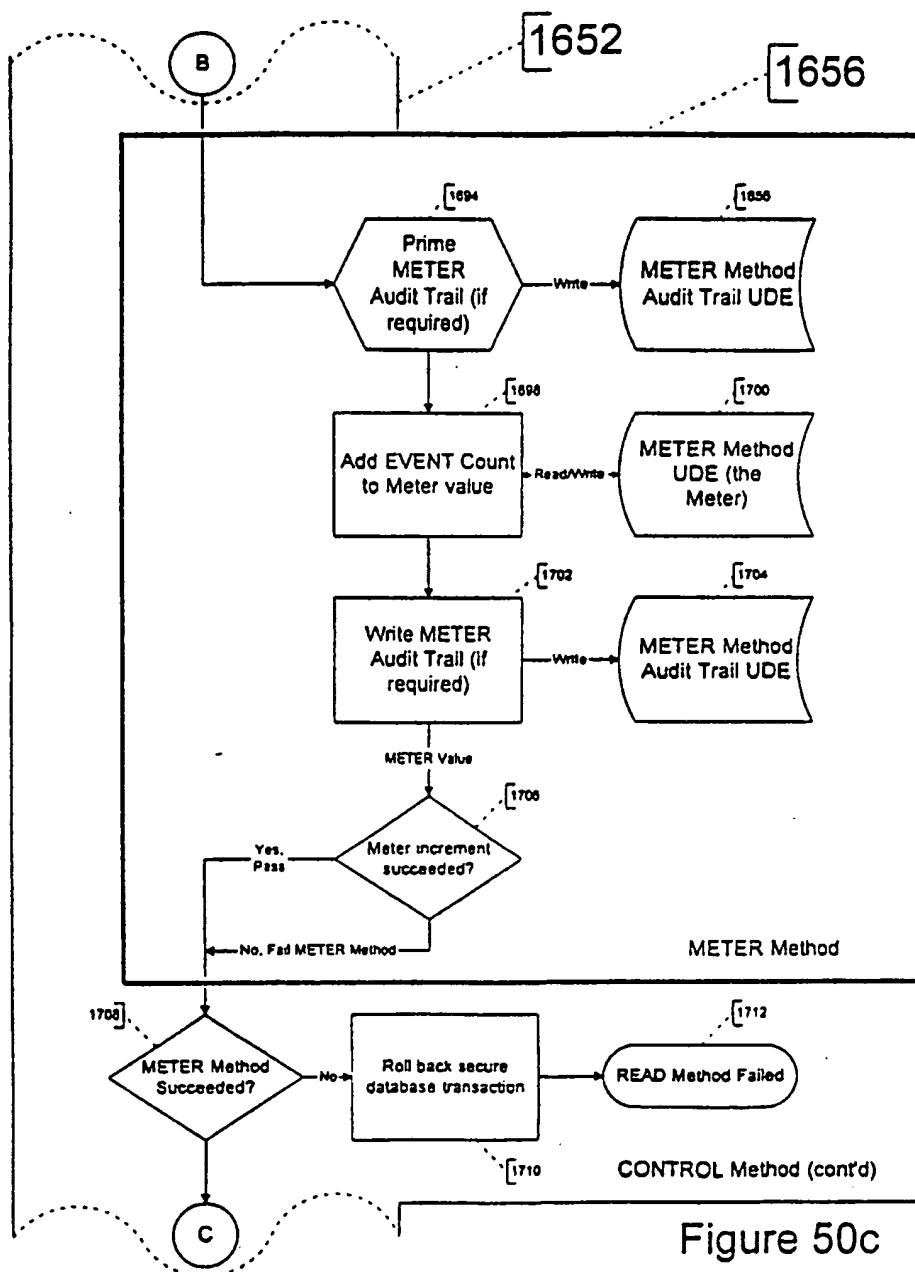 B
1652
1656
1694
Prime
METER
Audit Trail (if
required)
Write
1656
METER Method
Audit Trail UDE
1698
Add EVENT Count
to Meter value
Read/Write
1700
METER Method
UDE (the
Meter)
1702
Write METER
Audit Trail (if
required)
Write
1704
METER Method
Audit Trail UDE
METER Value
1706
Meter increment
succeeded?
Yes,
Pass
No, Fail METER Method
METER Method
1708
METER Method
Succeeded?
No
Roll back secure
database transaction
1710
1712
READ Method Failed
CONTROL Method (cont'd)
C
Figure 50c